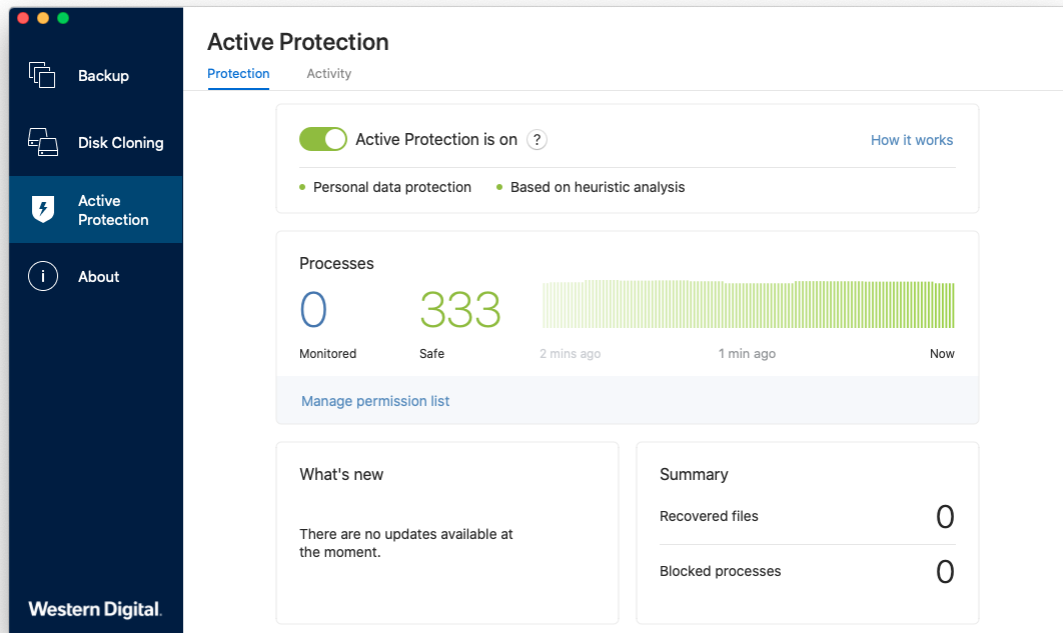 Active Protection
Protection Activity
Backup
Disk Cloning
Active
Protection
About
Western Digital.
Active Protection is on ? How it works
Personal data protection Based on heuristic analysis
Processes
0 333
Monitored Safe 2 mins ago 1 min ago Now
Manage permission list
What's new
There are no updates available at
the moment.
Summary
Recovered files 0
Blocked processes 0